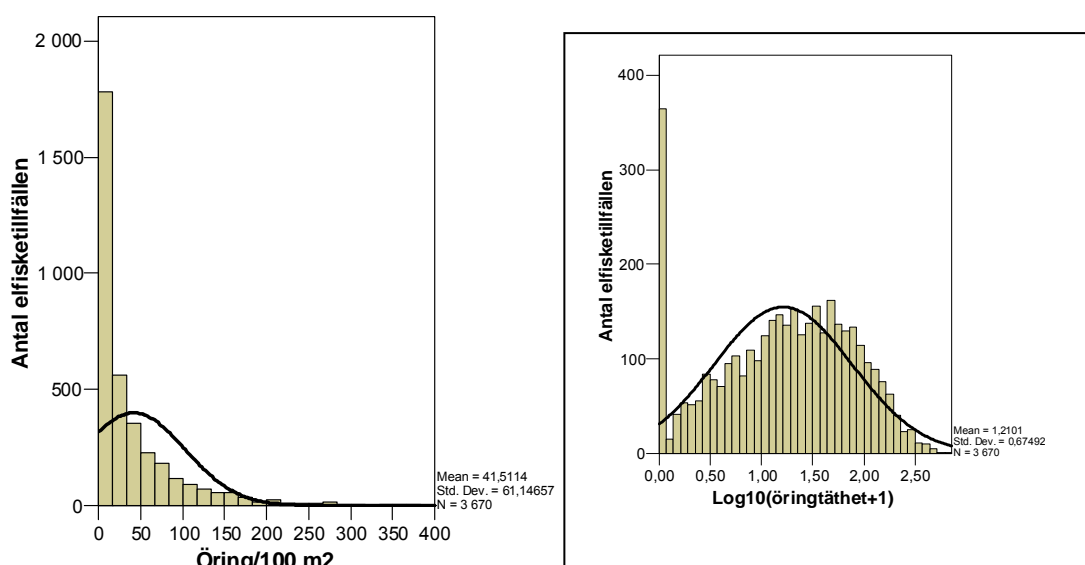 2 000
1 500
1 000
500
0
Antal elfisketillfällen
0 50 100 150 200 250 300 350 400
Öring/100 m2
Mean = 41,5114
Std. Dev. = 61,14657
N = 3 670
400
300
200
100
0
Antal elfisketillfällen
0,00 0,50 1,00 1,50 2,00 2,50
Log10(öringtäthet+1)
Mean = 1,2101
Std. Dev. = 0,67492
N = 3 670